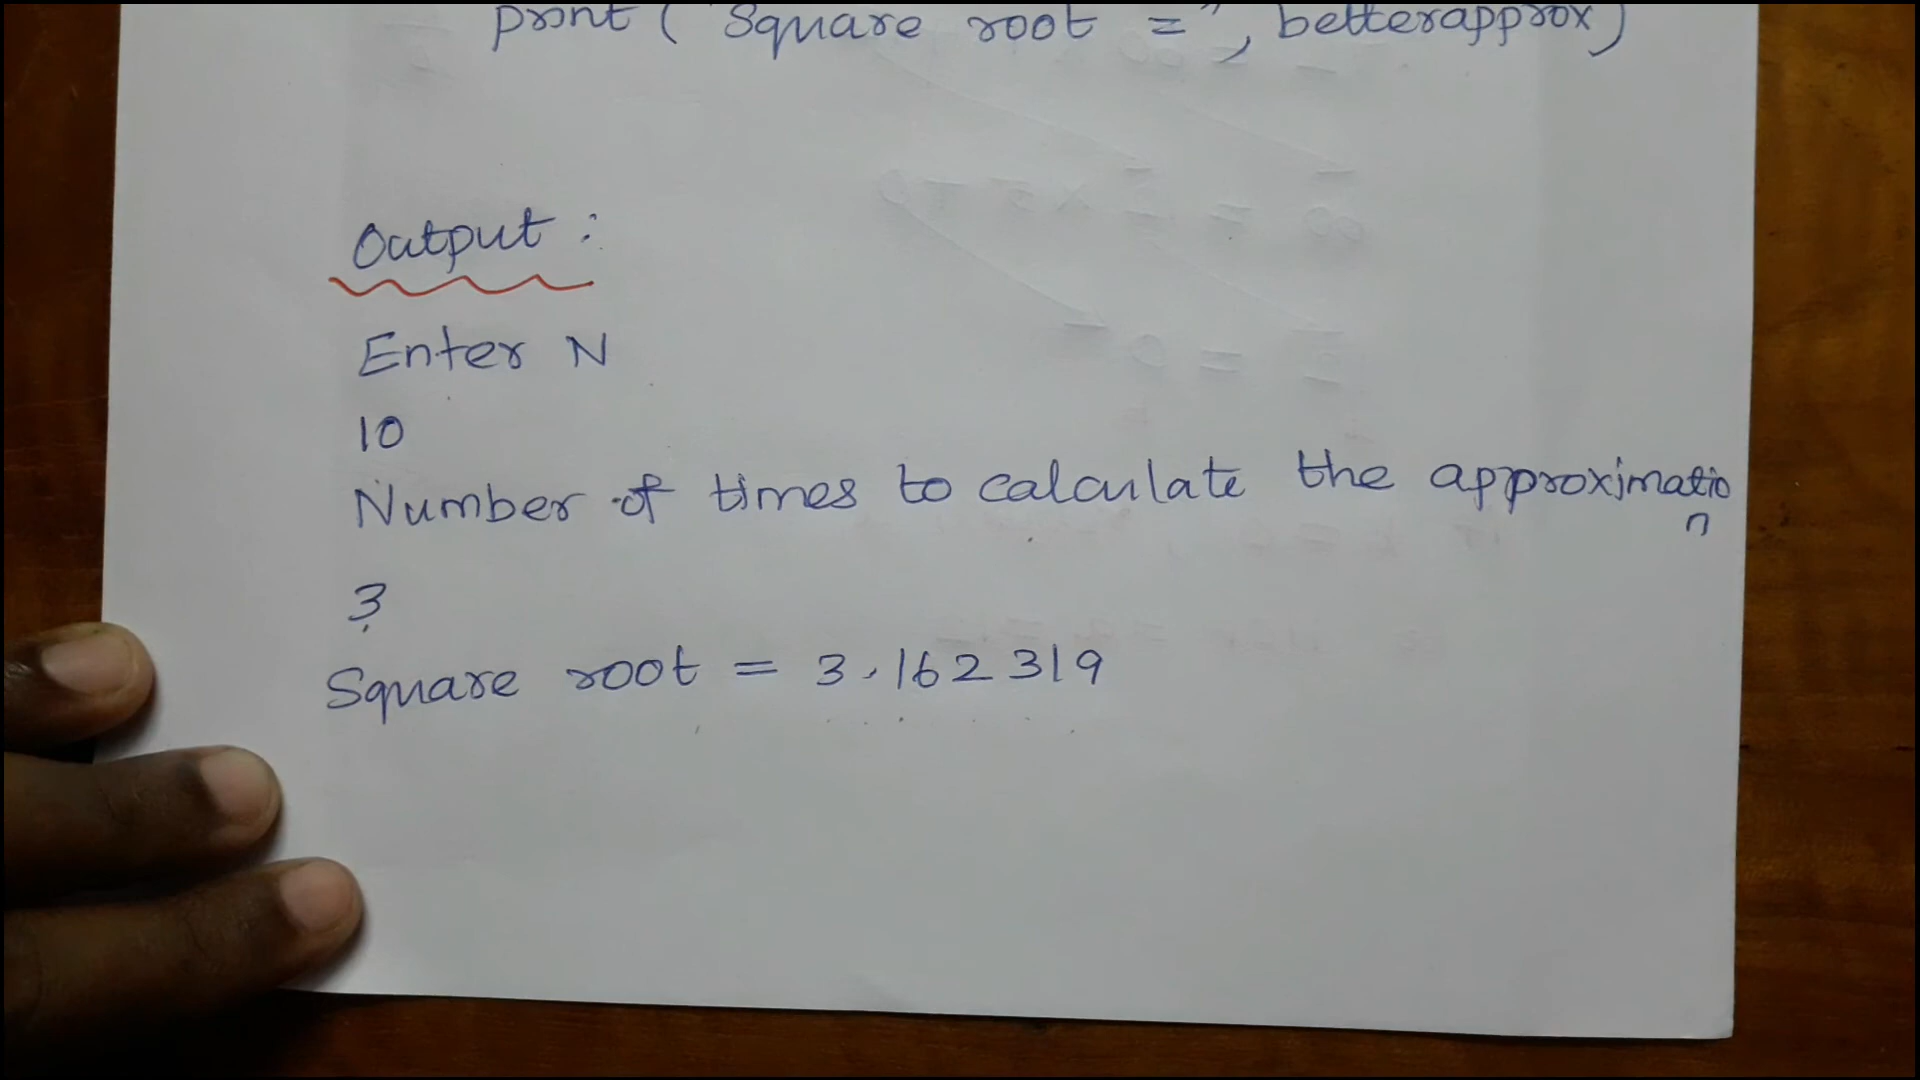 print ( "Square root =", betterapprox)
Output :
Enter N
10
Number of times to calculate the approximation
3
Square root = 3.162319